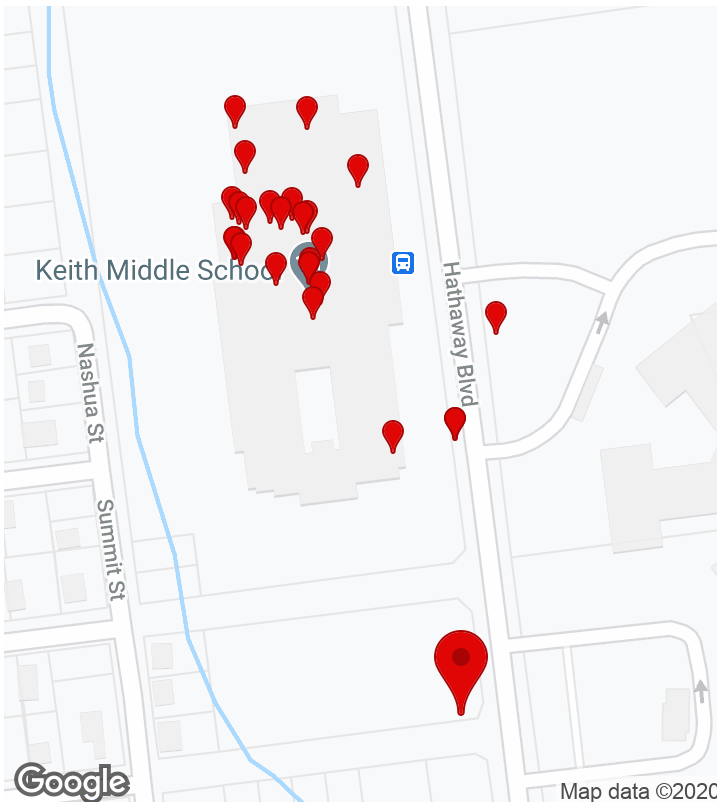 Keith Middle School
Hathaway Blvd
Nashua St
Summit St
Google
Map data ©2020